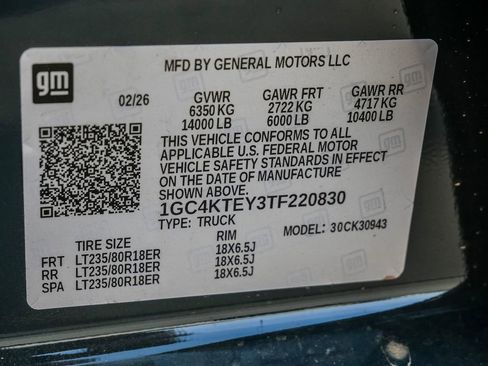 gm
MFD BY GENERAL MOTORS LLC
02/26 GVWR GAWR FRT GAWR RR
6350 KG 2722 KG 4717 KG
14000 LB 6000 LB 10400 LB
THIS VEHICLE CONFORMS TO ALL
APPLICABLE U.S. FEDERAL MOTOR
VEHICLE SAFETY STANDARDS IN EFFECT
ON THE DATE OF MANUFACTURE
SHOWN ABOVE.
1GC4KTEY3TF220830
TYPE: TRUCK MODEL: 30CK30943
TIRE SIZE RIM
FRT LT235/80R18ER 18X6.5J
RR LT235/80R18ER 18X6.5J
SPA LT235/80R18ER 18X6.5J